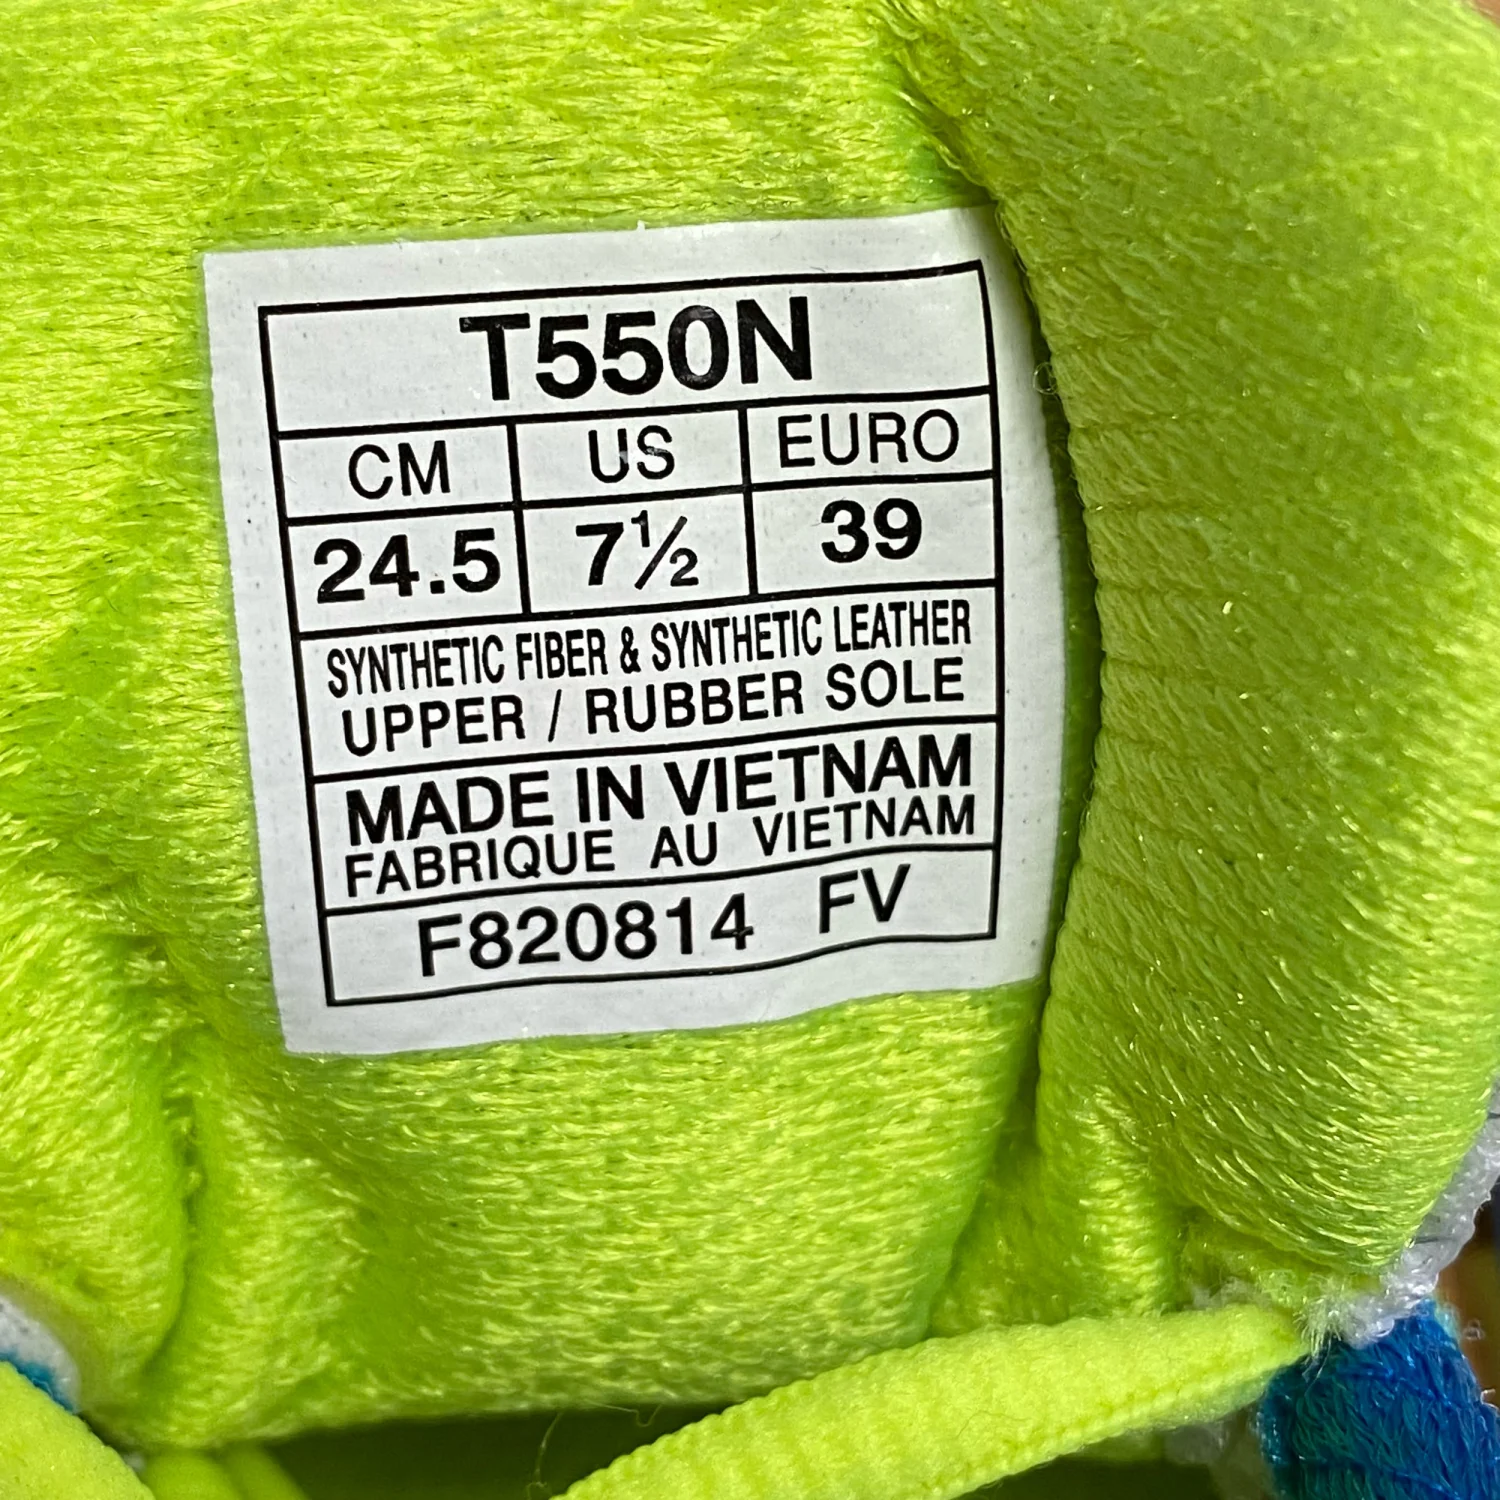 T550N
CM US EURO
24.5 7½ 39
SYNTHETIC FIBER & SYNTHETIC LEATHER
UPPER / RUBBER SOLE
MADE IN VIETNAM
FABRIQUE AU VIETNAM
F820814 FV